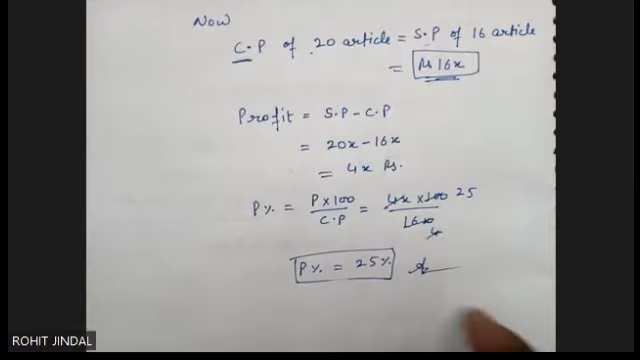 Now
C.P of 20 article = S.P of 16 article
= Rs 16x
Profit = S.P - C.P
= 20x - 16x
= 4x Rs.
P% = P x 100 / C.P = 4x x 100 25 / 16x 4
P% = 25%
ROHIT JINDAL